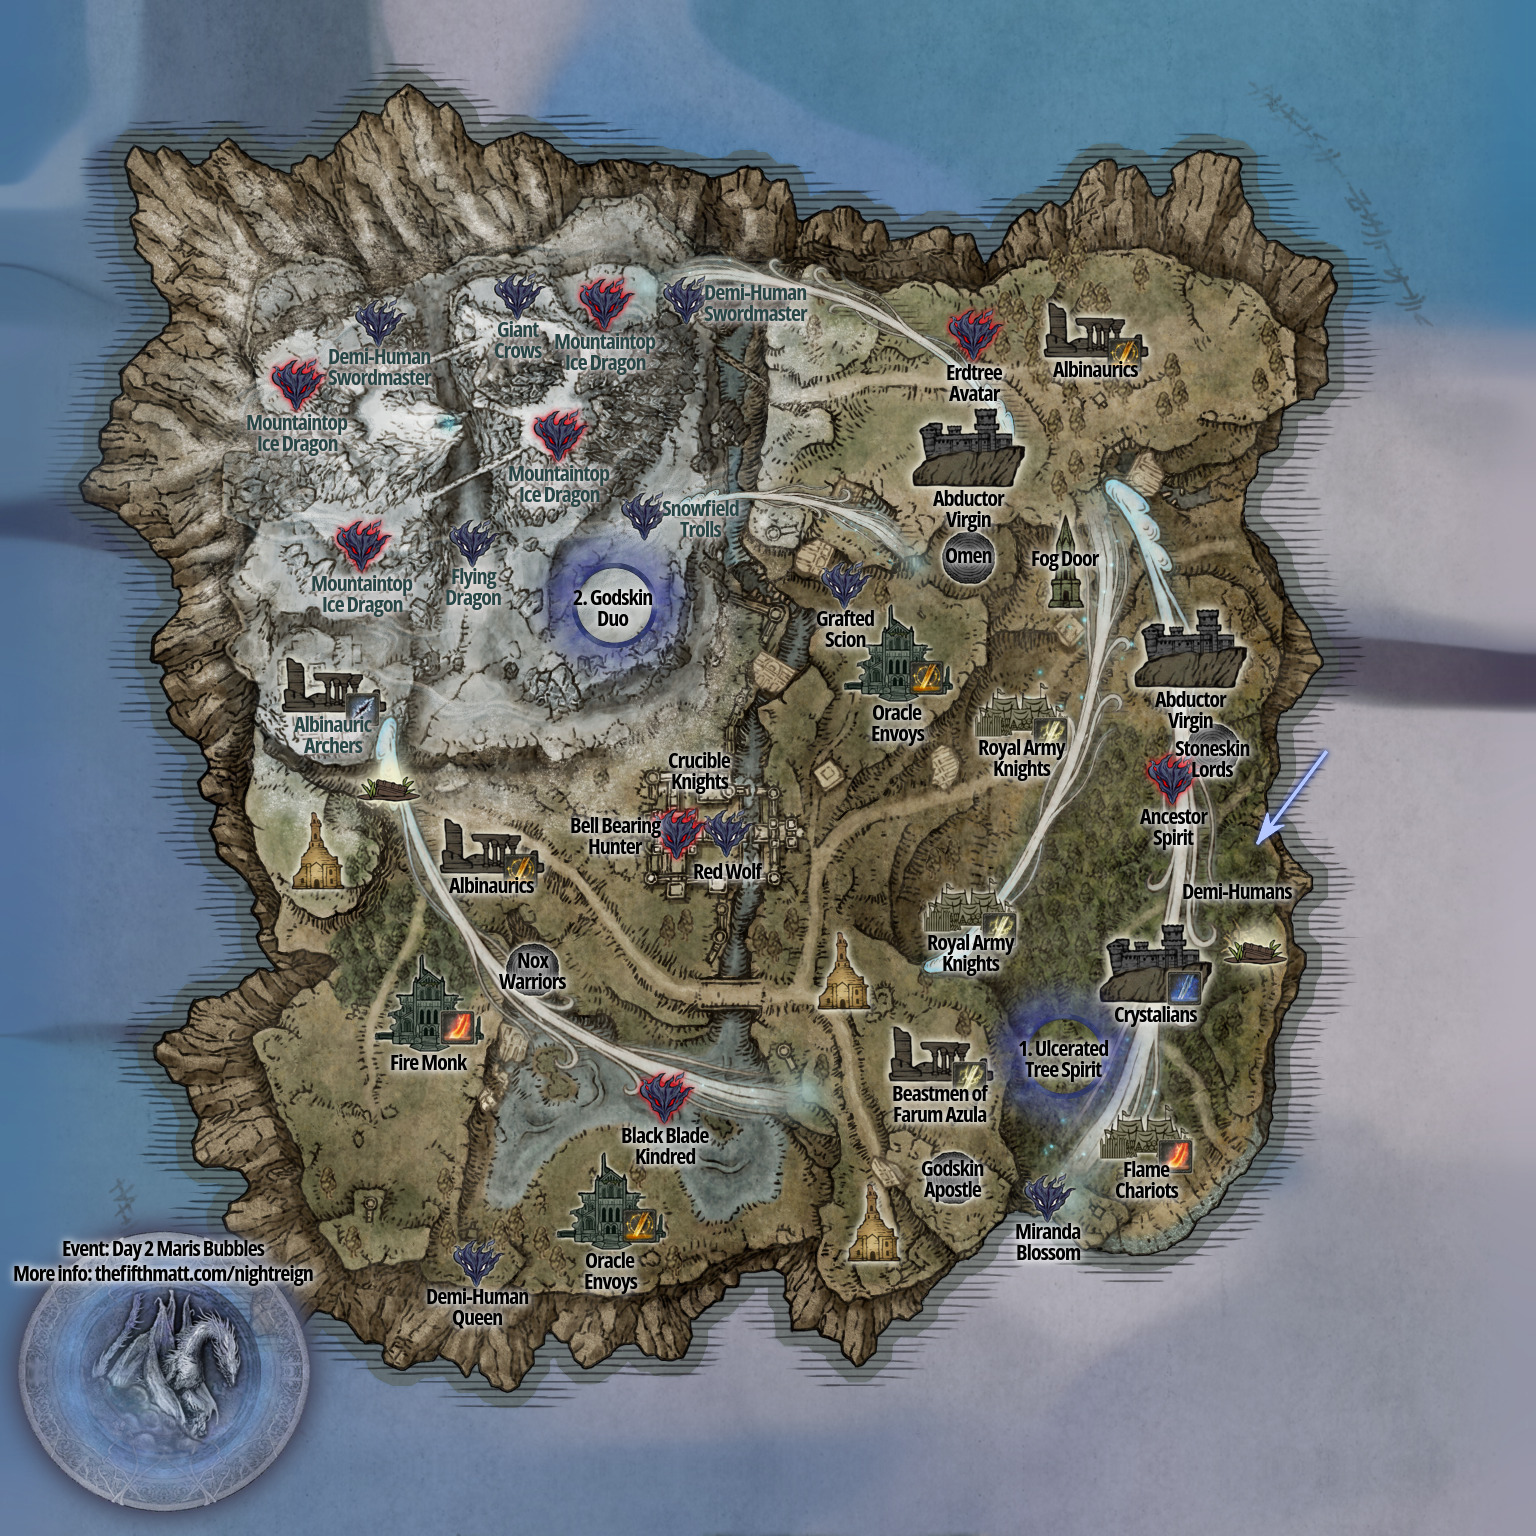 Demi-Human
Swordmaster
Giant
Crows
Mountaintop
Ice Dragon
Demi-Human
Swordmaster
Mountaintop
Ice Dragon
Erdtree
Avatar
Albinaurics
Mountaintop
Ice Dragon
Abductor
Virgin
Snowfield
Trolls
Omen
Fog Door
Mountaintop
Ice Dragon
Flying
Dragon
2. Godskin
Duo
Grafted
Scion
Abductor
Virgin
Oracle
Envoys
Albinauric
Archers
Royal Army
Knights
Stoneskin
Lords
Crucible
Knights
Ancestor
Spirit
Bell Bearing
Hunter
Red Wolf
Albinaurics
Demi-Humans
Royal Army
Knights
Nox
Warriors
Crystalians
Fire Monk
1. Ulcerated
Tree Spirit
Beastmen of
Farum Azula
Black Blade
Kindred
Godskin
Apostle
Flame
Chariots
Miranda
Blossom
Event: Day 2 Maris Bubbles
More info: thefifthmatt.com/nightreign
Oracle
Envoys
Demi-Human
Queen